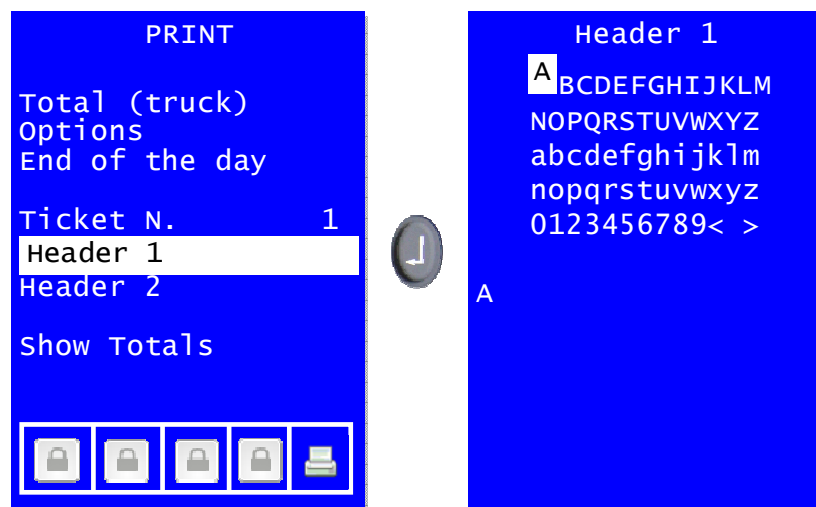 PRINT
Total (truck)
Options
End of the day
Ticket N. 1
Header 1
Header 2
Show Totals
Header 1
ABCDEFGHIJKLM
NOPQRSTUVWXYZ
abcdefghijklm
nopqrstuvwxyz
0123456789< >
A